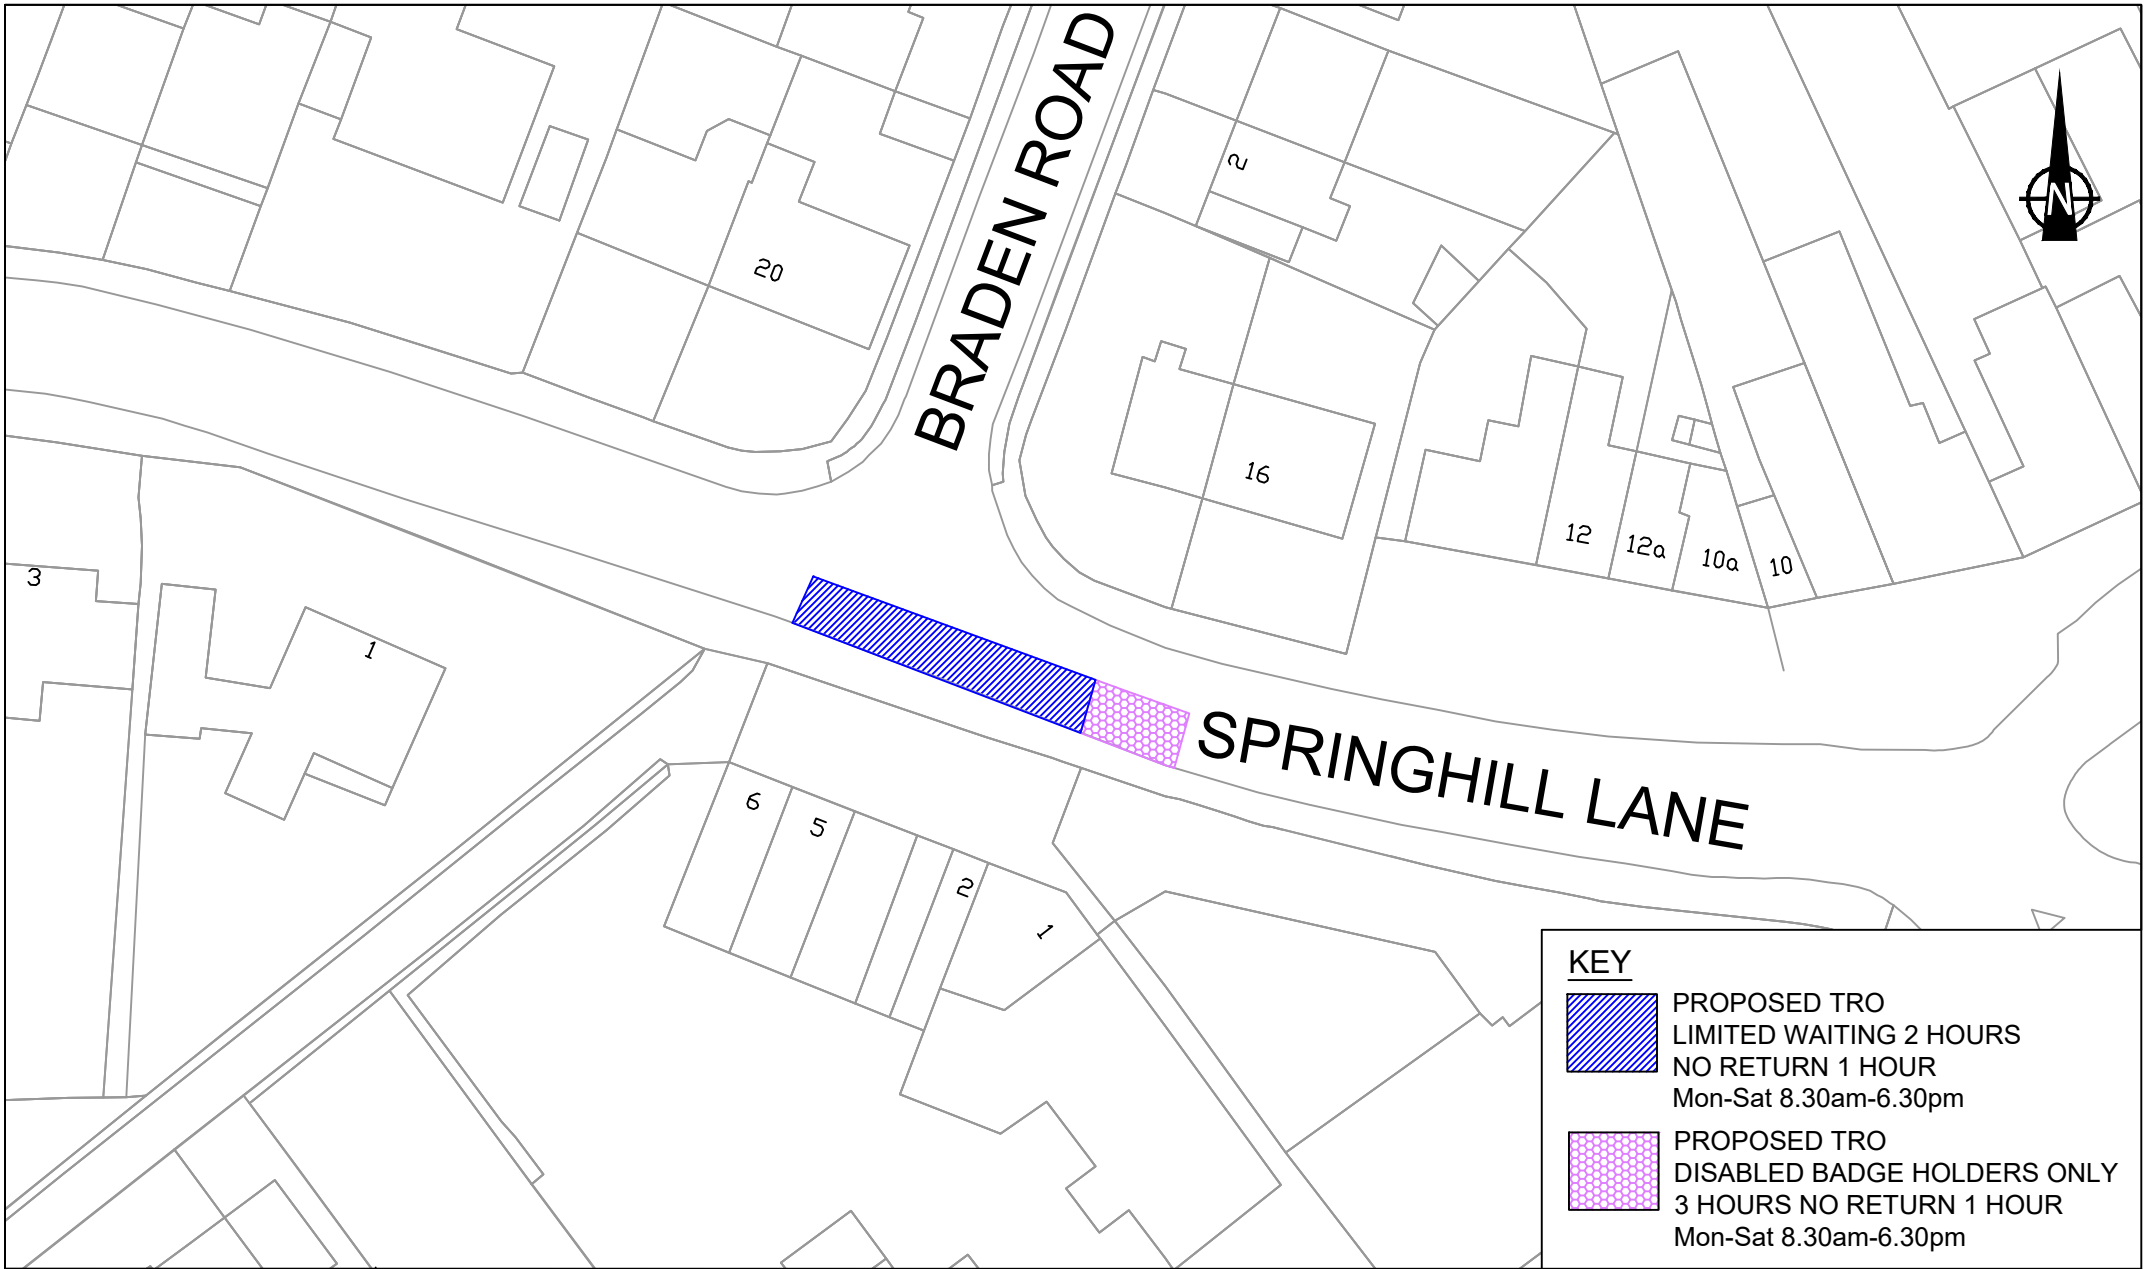 BRADEN ROAD
N
2
20
16
12
12a
10a
10
3
1
SPRINGHILL LANE
6
5
2
1
KEY
PROPOSED TRO
LIMITED WAITING 2 HOURS
NO RETURN 1 HOUR
Mon-Sat 8.30am-6.30pm
PROPOSED TRO
DISABLED BADGE HOLDERS ONLY
3 HOURS NO RETURN 1 HOUR
Mon-Sat 8.30am-6.30pm